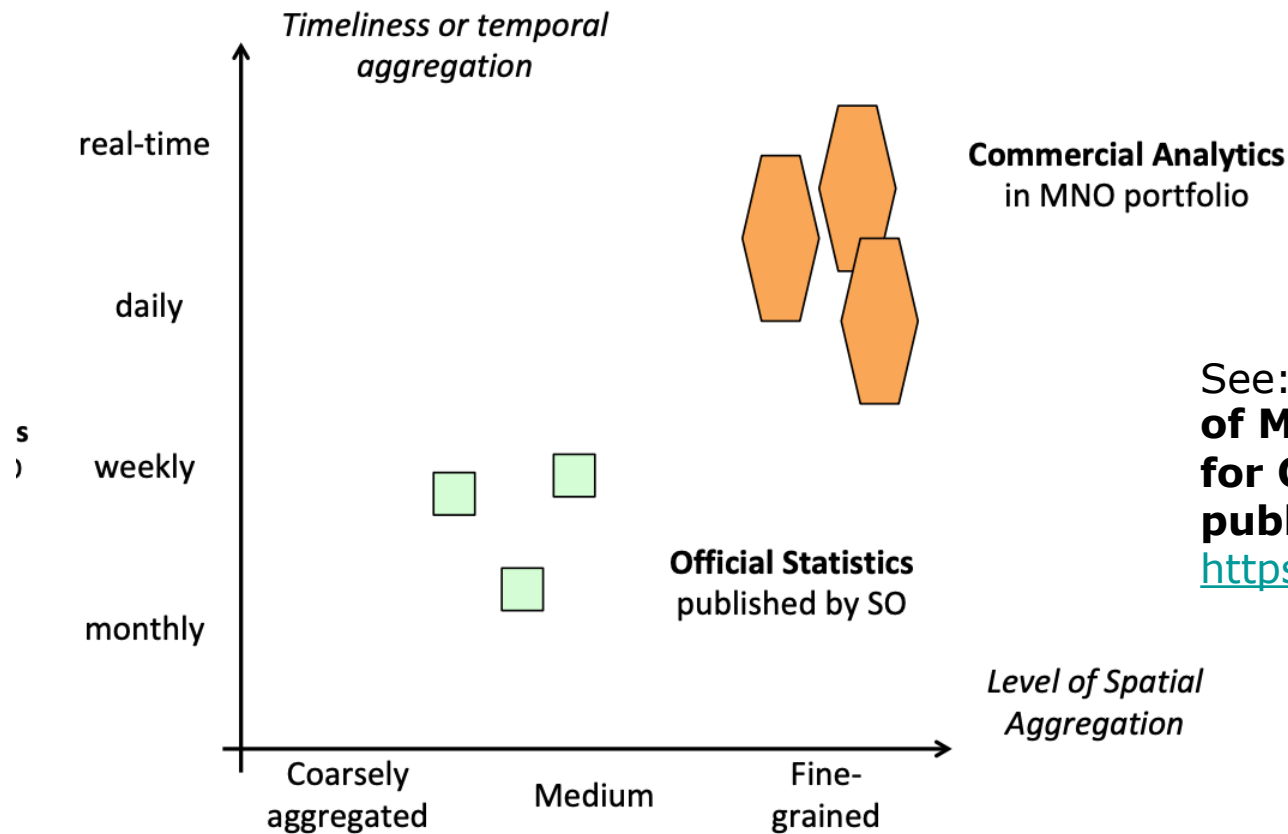 Timeliness or temporal
aggregation
real-time
Commercial Analytics
in MNO portfolio
daily
See:
of M
for
s
weekly
publ
https
Official Statistics
published by SO
monthly
Level of Spatial
Aggregation
Coarsely
aggregated
Medium
Fine-
grained